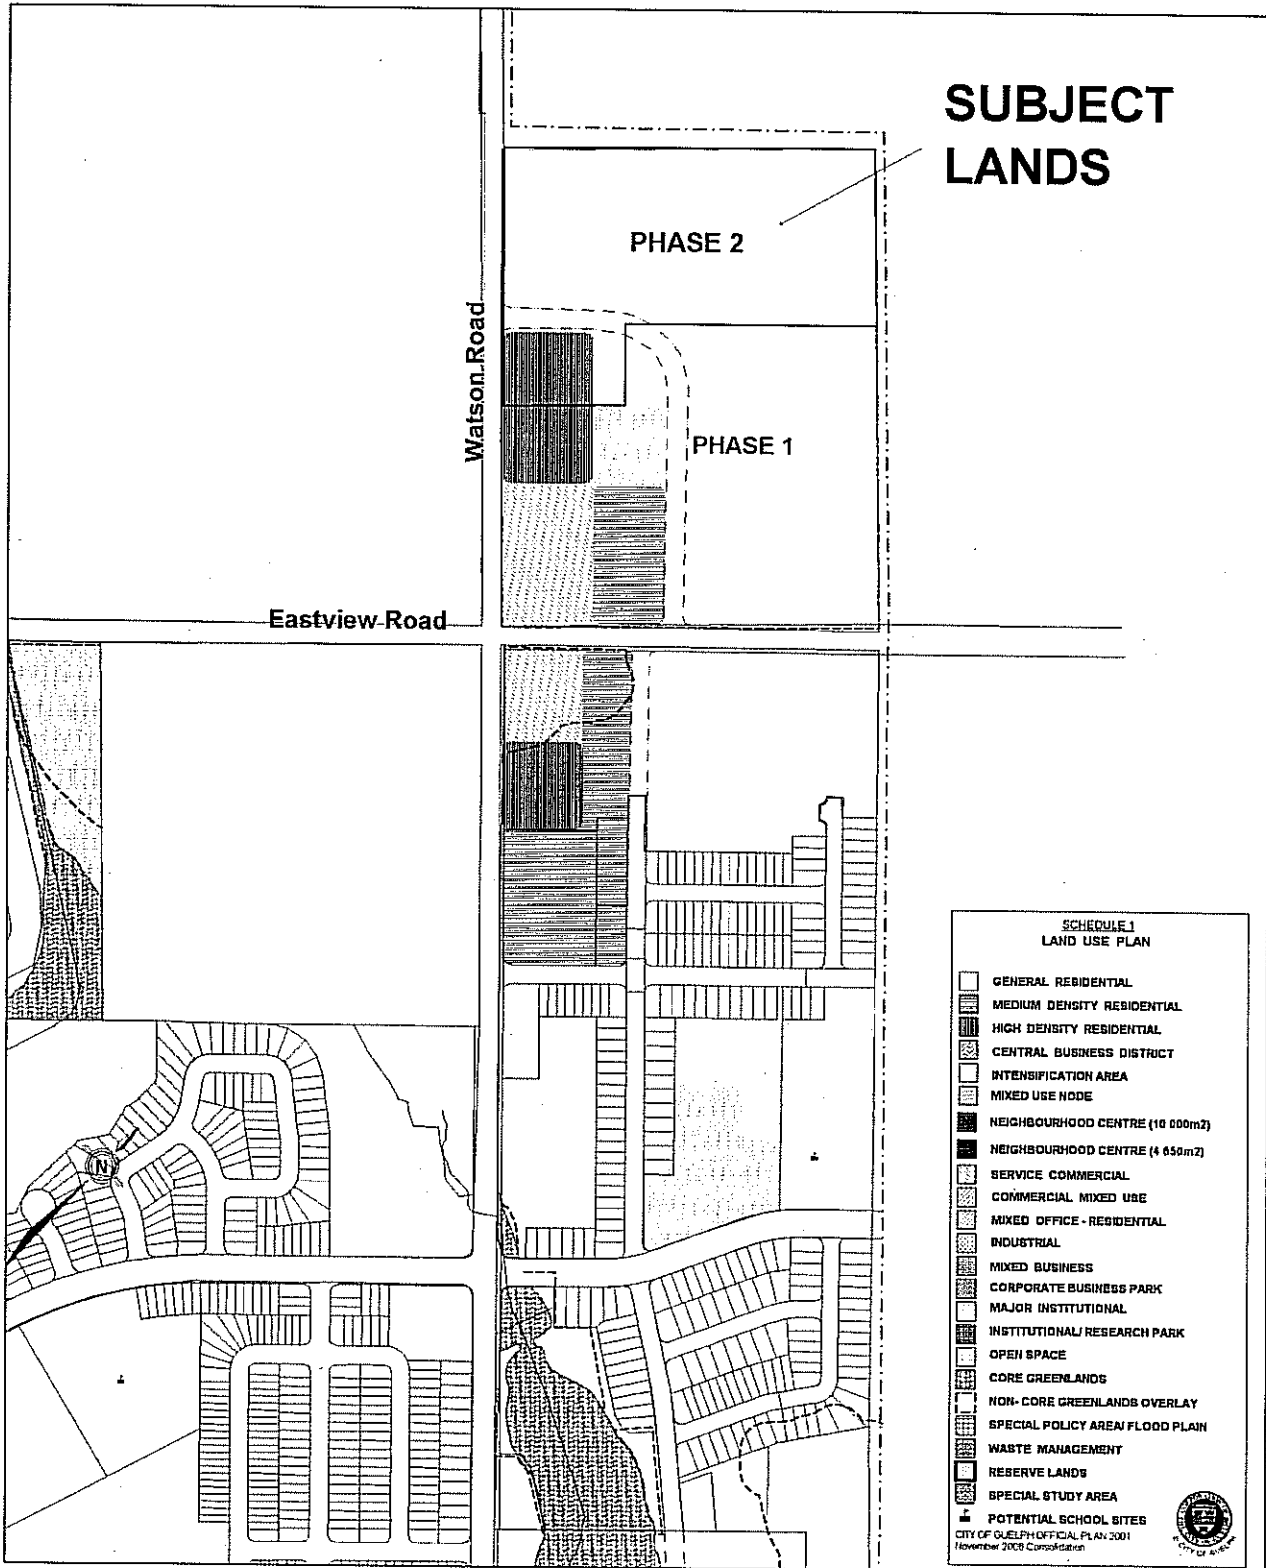 SUBJECT
LANDS
PHASE 2
Watson Road
PHASE 1
Eastview Road
N
SCHEDULE 1
LAND USE PLAN
GENERAL RESIDENTIAL
MEDIUM DENSITY RESIDENTIAL
HIGH DENSITY RESIDENTIAL
CENTRAL BUSINESS DISTRICT
INTENSIFICATION AREA
MIXED USE NODE
NEIGHBOURHOOD CENTRE (10 000m2)
NEIGHBOURHOOD CENTRE (4 650m2)
SERVICE COMMERCIAL
COMMERCIAL MIXED USE
MIXED OFFICE - RESIDENTIAL
INDUSTRIAL
MIXED BUSINESS
CORPORATE BUSINESS PARK
MAJOR INSTITUTIONAL
INSTITUTIONAL/ RESEARCH PARK
OPEN SPACE
CORE GREENLANDS
NON- CORE GREENLANDS OVERLAY
SPECIAL POLICY AREA/ FLOOD PLAIN
WASTE MANAGEMENT
RESERVE LANDS
SPECIAL STUDY AREA
POTENTIAL SCHOOL SITES
CITY OF GUELPH OFFICIAL PLAN 2001
November 2006 Consolidation